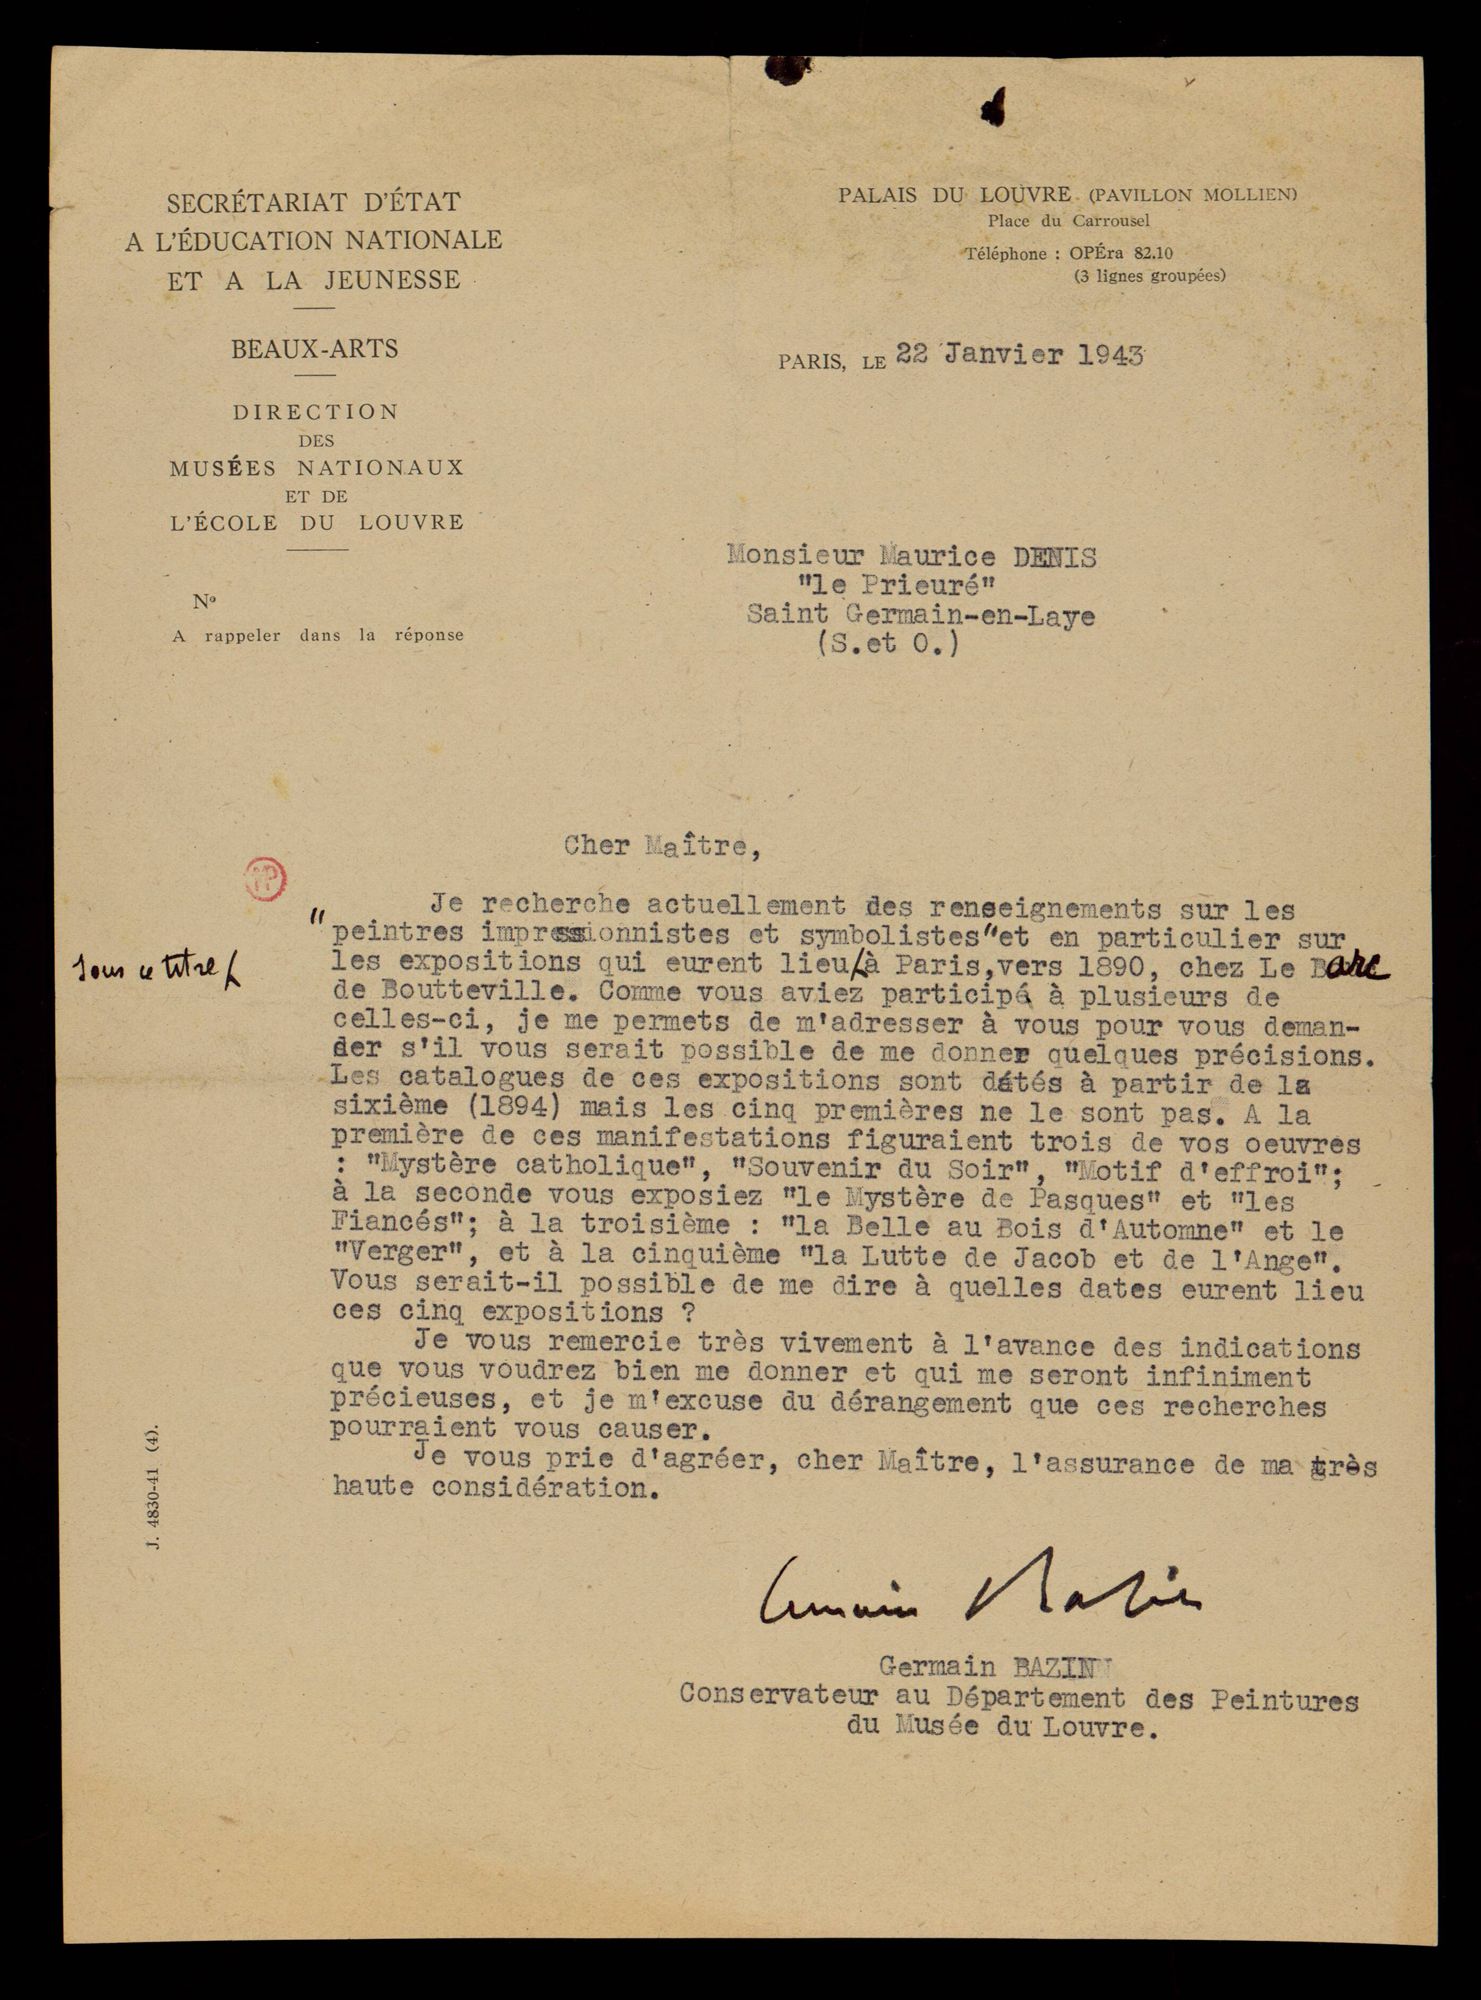 SECRÉTARIAT D'ÉTAT
A L'ÉDUCATION NATIONALE
ET A LA JEUNESSE
BEAUX-ARTS
DIRECTION
DES
MUSÉES NATIONAUX
ET DE
L'ÉCOLE DU LOUVRE
No
A rappeler dans la réponse
PALAIS DU LOUVRE (PAVILLON MOLLIEN)
Place du Carrousel
Téléphone : OPÉra 82.10
(3 lignes groupées)
PARIS, LE 22 Janvier 1943
Monsieur Maurice DENIS
"le Prieuré"
Saint Germain-en-Laye
(S.et O.)
Cher Maître,
Je recherche actuellement des renseignements sur les
"peintres impressionnistes et symbolistes" et en particulier sur
sous ce titre
les expositions qui eurent lieu à Paris, vers 1890, chez Le Barc
de Boutteville. Comme vous aviez participé à plusieurs de
celles-ci, je me permets de m'adresser à vous pour vous deman-
der s'il vous serait possible de me donner quelques précisions.
Les catalogues de ces expositions sont datés à partir de la
sixième (1894) mais les cinq premières ne le sont pas. A la
première de ces manifestations figuraient trois de vos oeuvres
: "Mystère catholique", "Souvenir du Soir", "Motif d'effroi";
à la seconde vous exposiez "le Mystère de Pasques" et "les
Fiancés"; à la troisième : "la Belle au Bois d'Automne" et le
"Verger", et à la cinquième "la Lutte de Jacob et de l'Ange".
Vous serait-il possible de me dire à quelles dates eurent lieu
ces cinq expositions ?
Je vous remercie très vivement à l'avance des indications
que vous voudrez bien me donner et qui me seront infiniment
précieuses, et je m'excuse du dérangement que ces recherches
pourraient vous causer.
Je vous prie d'agréer, cher Maître, l'assurance de ma très
haute considération.
Germain Bazin
Germain BAZIN
Conservateur au Département des Peintures
du Musée du Louvre.
J. 4830-41 (4).